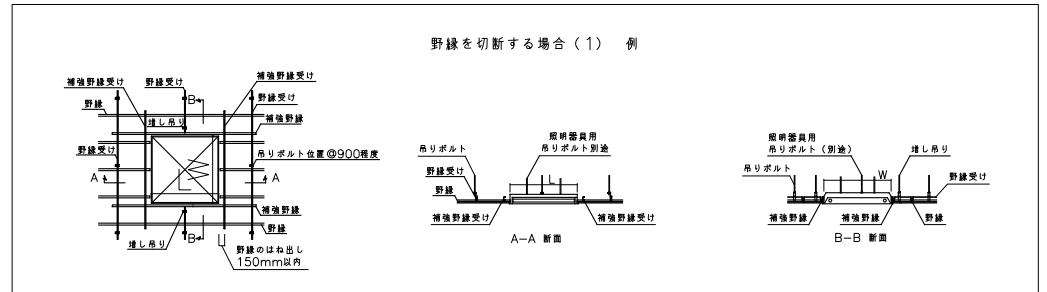 野縁を切断する場合(1) 例
補強野縁受け
野縁受け
補強野縁受け
野縁
B
野縁受け
増し吊り
補強野縁
野縁受け
吊りボルト位置@900程度
A
W
L
A
補強野縁
野縁
B
増し吊り
野縁のはね出し
150mm以内
照明器具用
吊りボルト別途
吊りボルト
野縁受け
野縁
L
補強野縁受け
補強野縁受け
A-A 断面
照明器具用
吊りボルト(別途)
増し吊り
吊りボルト
W
野縁受け
補強野縁
補強野縁
野縁
B-B 断面